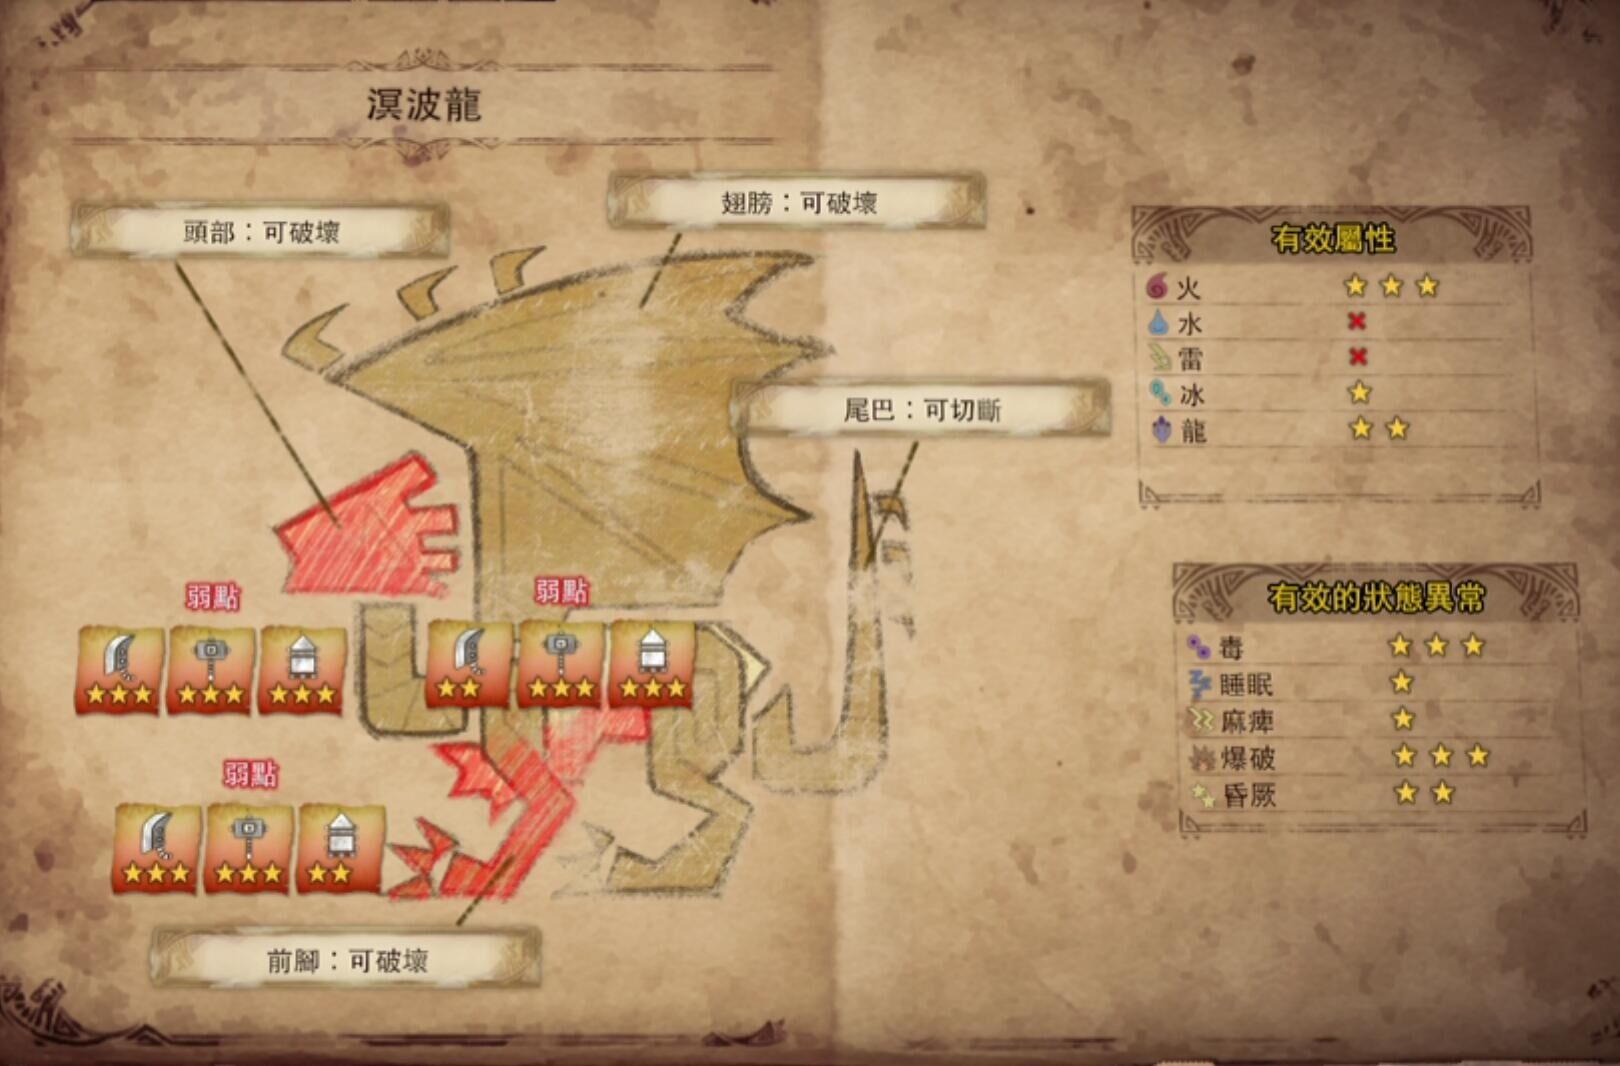 溟波龍
翅膀：可破壞
頭部：可破壞
有效屬性
火
水
雷
尾巴：可切斷
冰
龍
弱點
弱點
有效的狀態異常
毒
睡眠
麻痺
爆破
弱點
昏厥
前腳：可破壞